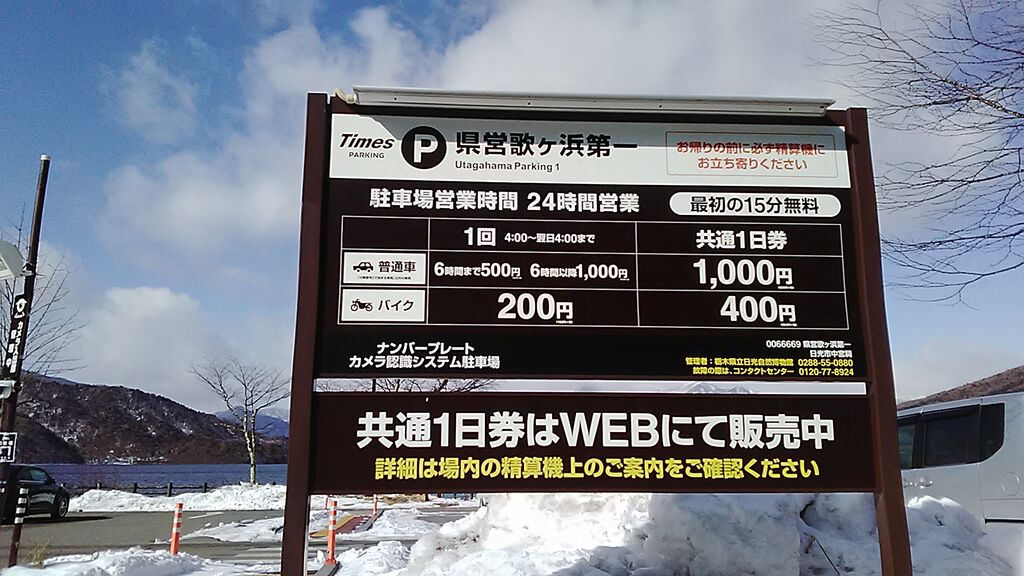 Times
PARKING
P
県営歌ヶ浜第一
Utagahama Parking 1
お帰りの前に必ず精算機に
お立ち寄りください
駐車場営業時間 24時間営業
最初の15分無料
1回 4:00~翌日4:00まで
共通1日券
普通車
6時間まで500円 6時間以降1,000円
1,000円
バイク
200円
400円
ナンバープレート
カメラ認識システム駐車場
0066669 県営歌ヶ浜第一
日光市中宮祠
管理者:栃木県立日光自然博物館 0288-55-0880
故障の際は、コンタクトセンター 0120-77-8924
共通1日券はWEBにて販売中
詳細は場内の精算機上のご案内をご確認ください